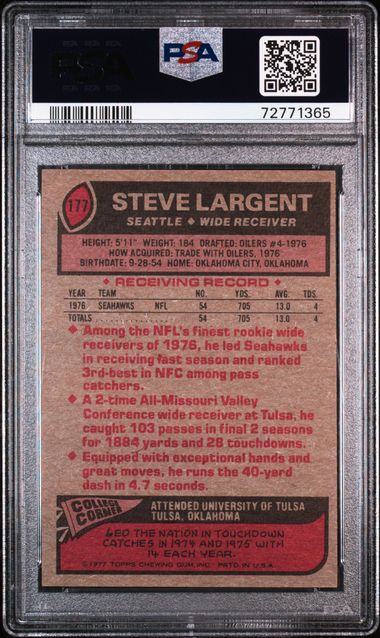 PSA
PSA
72771365
177
STEVE LARGENT
SEATTLE ◆ WIDE RECEIVER
HEIGHT: 5'11" WEIGHT: 184 DRAFTED: OILERS #4-1976
HOW ACQUIRED: TRADE WITH OILERS, 1976
BIRTHDATE: 9-28-54 HOME: OKLAHOMA CITY, OKLAHOMA
◆ RECEIVING RECORD ◆
YEAR TEAM NO. YDS. AVG. TDS.
1976 SEAHAWKS NFL 54 705 13.0 4
TOTALS 54 705 13.0 4
◆ Among the NFL's finest rookie wide
receivers of 1976, he led Seahawks
in receiving last season and ranked
3rd-best in NFC among pass
catchers.
◆ A 2-time All-Missouri Valley
Conference wide receiver at Tulsa, he
caught 103 passes in final 2 seasons
for 1884 yards and 28 touchdowns.
◆ Equipped with exceptional hands and
great moves, he runs the 40-yard
dash in 4.7 seconds.
COLLEGE
CORNER
ATTENDED UNIVERSITY OF TULSA
TULSA, OKLAHOMA
LED THE NATION IN TOUCHDOWN
CATCHES IN 1974 AND 1975 WITH
14 EACH YEAR.
© 1977 TOPPS CHEWING GUM, INC. PRTD. IN U.S.A.
PSA
PSA